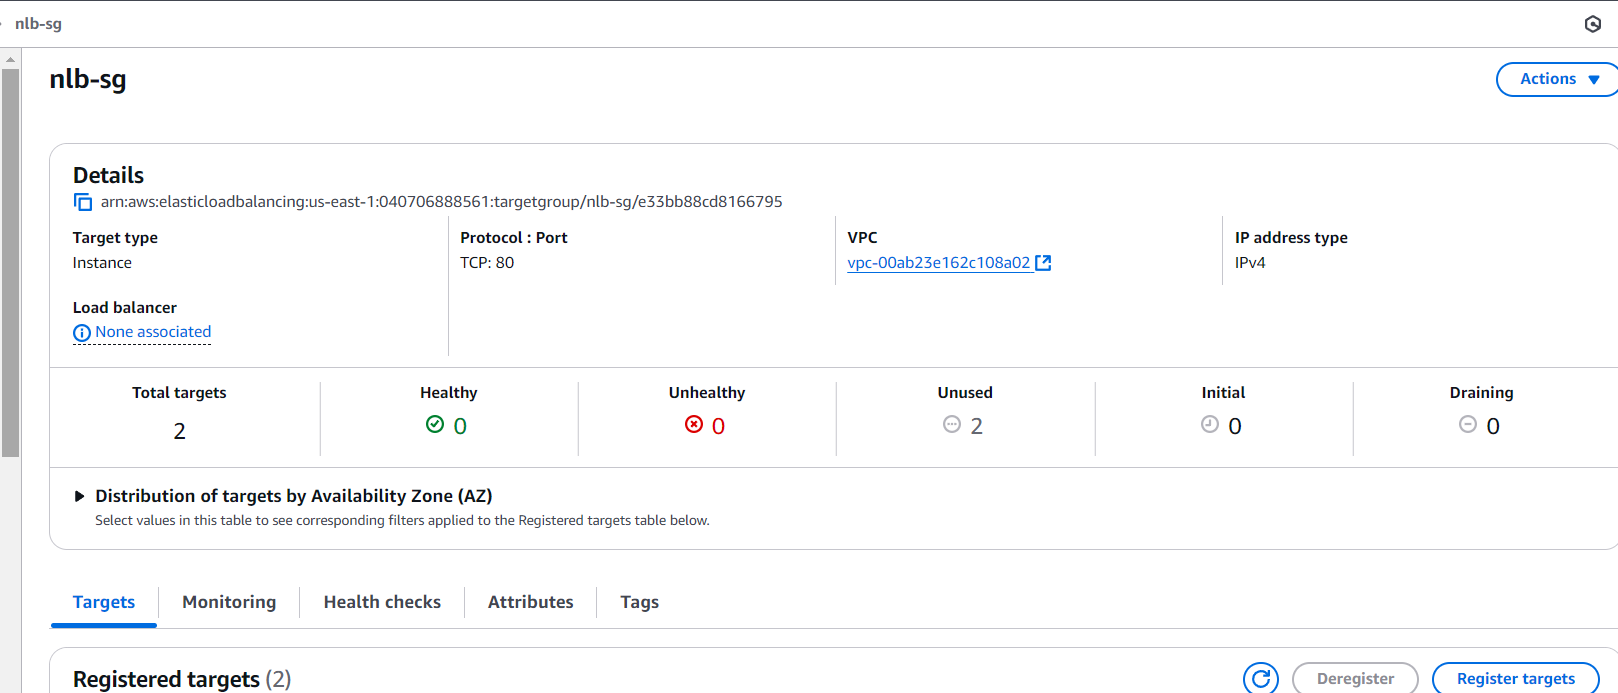 nlb-sg
nlb-sg
Actions
Details
arn:aws:elasticloadbalancing:us-east-1:040706888561:targetgroup/nlb-sg/e33bb88cd8166795
Target type
Instance
Protocol : Port
TCP: 80
VPC
vpc-00ab23e162c108a02
IP address type
IPv4
Load balancer
None associated
Total targets
2
Healthy
0
Unhealthy
0
Unused
2
Initial
0
Draining
0
Distribution of targets by Availability Zone (AZ)
Select values in this table to see corresponding filters applied to the Registered targets table below.
Targets
Monitoring
Health checks
Attributes
Tags
Registered targets (2)
Deregister
Register targets